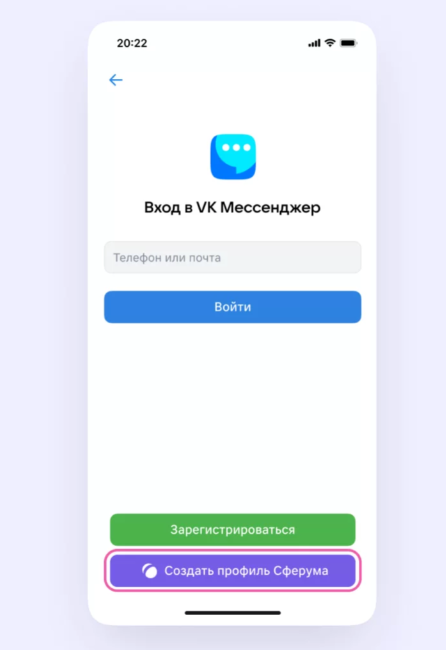 20:22
Вход в VK Мессенджер
Телефон или почта
Войти
Зарегистрироваться
Создать профиль Сферума